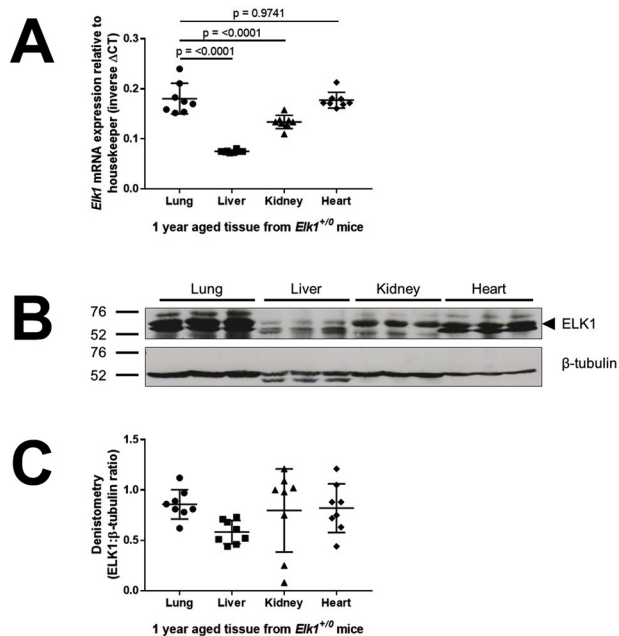 A
p = 0.9741
p = <0.0001
p = <0.0001
Elk1 mRNA expression relative to
housekeeper (inverse ΔCT)
0.3
0.2
0.1
0.0
Lung Liver Kidney Heart
1 year aged tissue from Elk1+/0 mice
B
Lung Liver Kidney Heart
76
52
ELK1
76
52
β-tubulin
C
Denistometry
(ELK1:β-tubulin ratio)
1.5
1.0
0.5
0.0
Lung Liver Kidney Heart
1 year aged tissue from Elk1+/0 mice